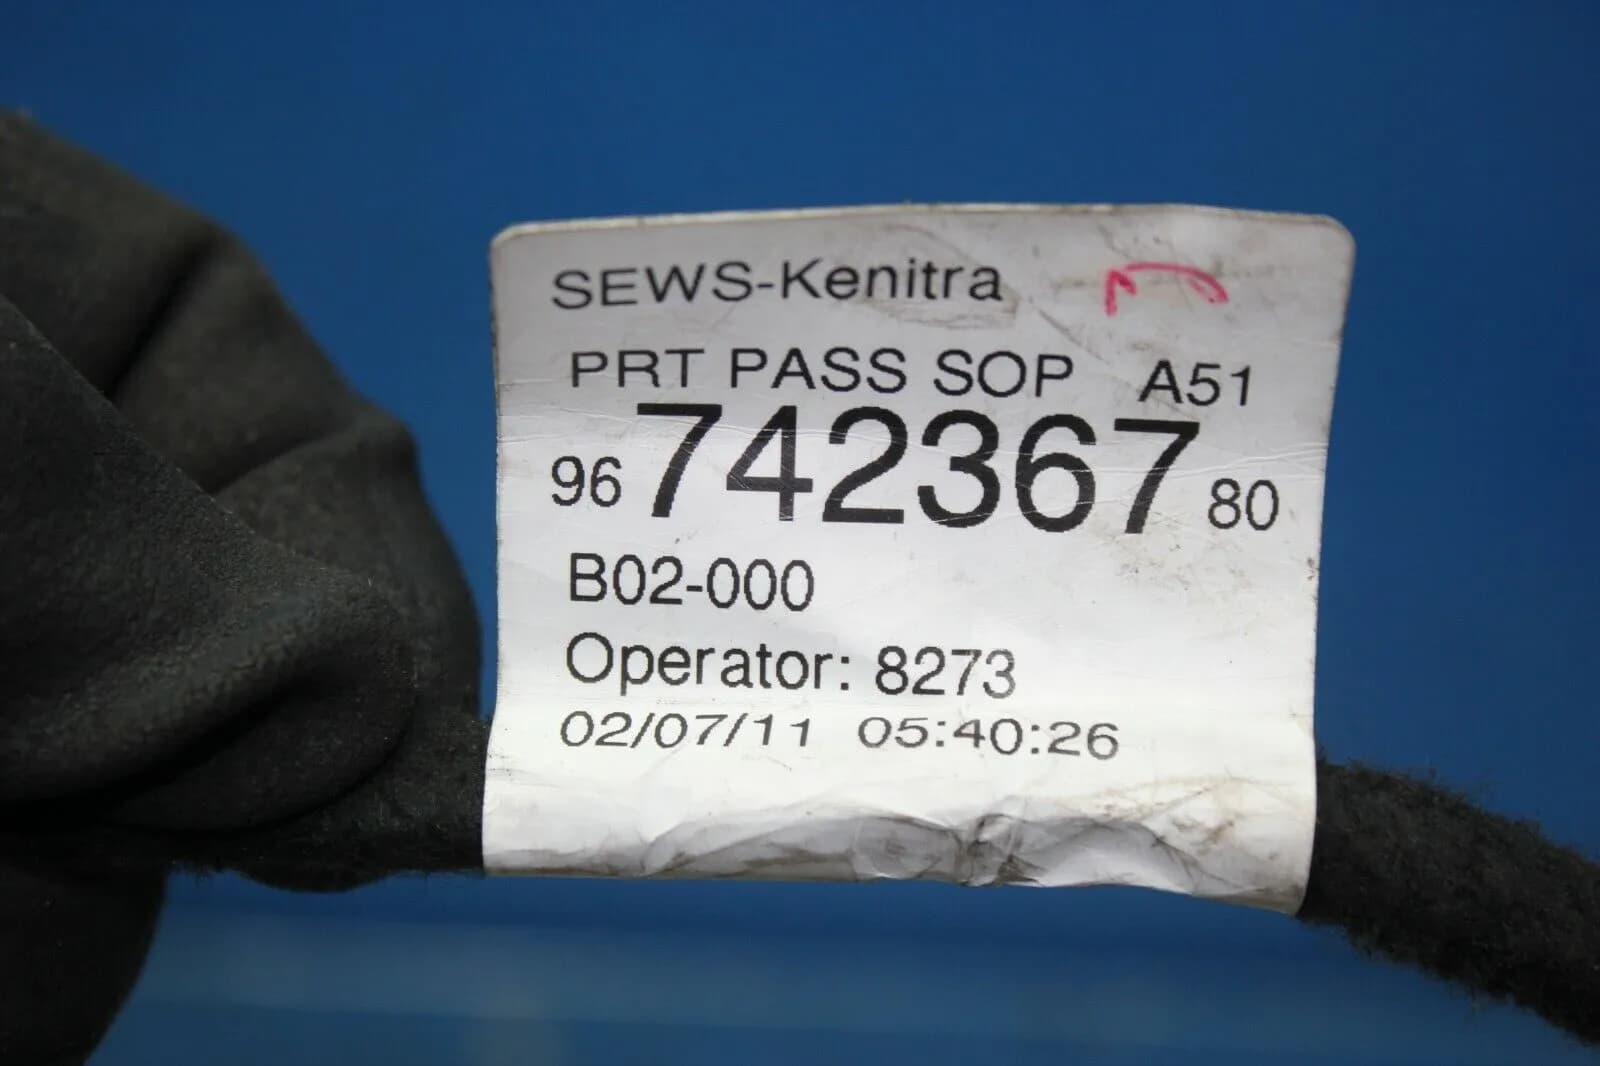 SEWS-Kenitra
PRT PASS SOP A51
96 742367 80
B02-000
Operator: 8273
02/07/11 05:40:26